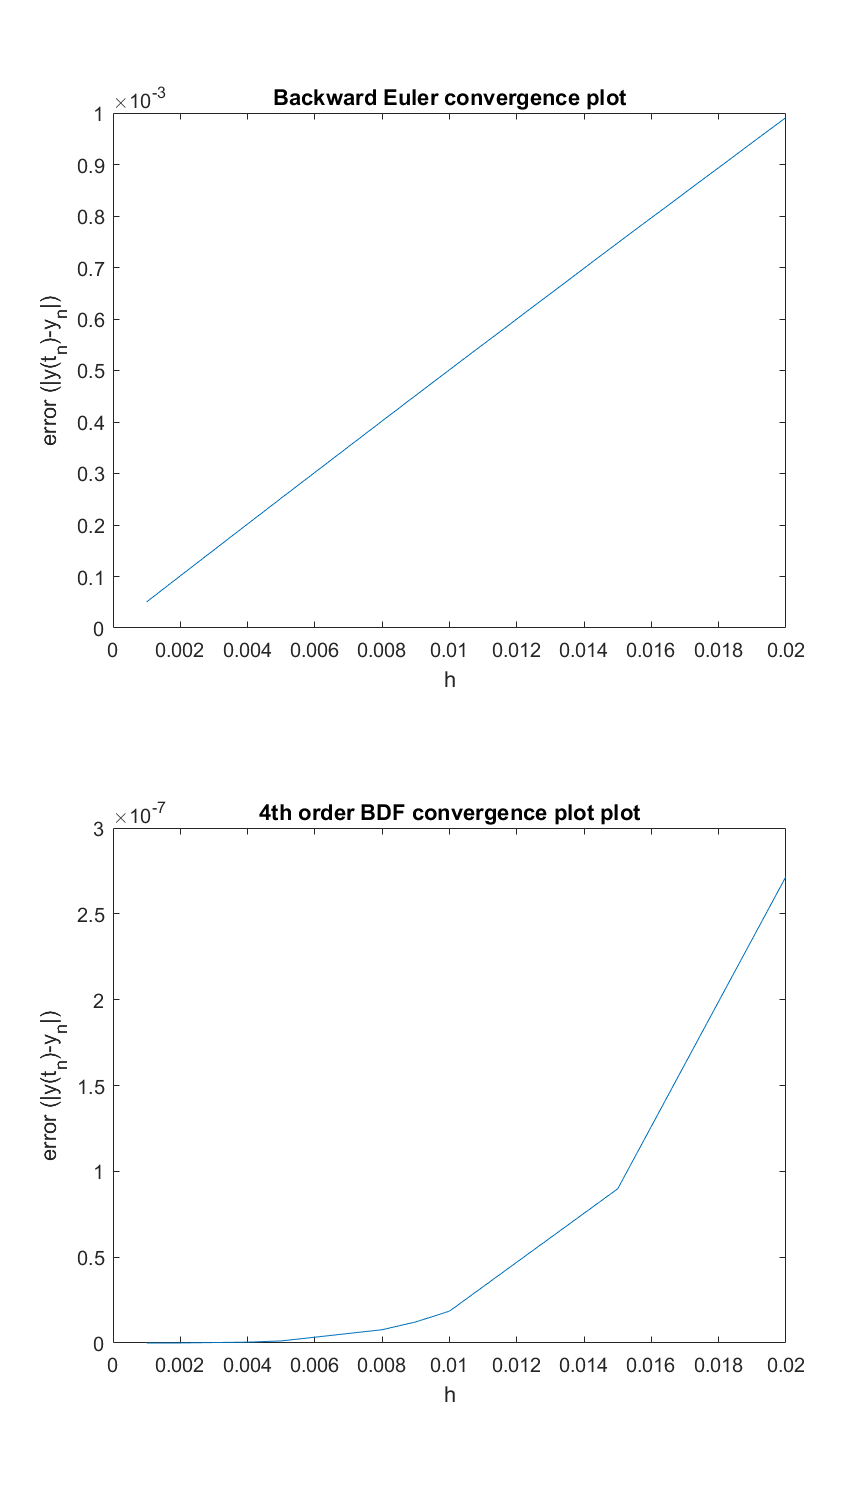 ×10-3
Backward Euler convergence plot
1
0.9
0.8
0.7
0.6
0.5
0.4
0.3
0.2
0.1
0
error (|y(tn)-yn|)
0 0.002 0.004 0.006 0.008 0.01 0.012 0.014 0.016 0.018 0.02
h
×10-7
4th order BDF convergence plot plot
3
2.5
2
1.5
1
0.5
0
error (|y(tn)-yn|)
0 0.002 0.004 0.006 0.008 0.01 0.012 0.014 0.016 0.018 0.02
h